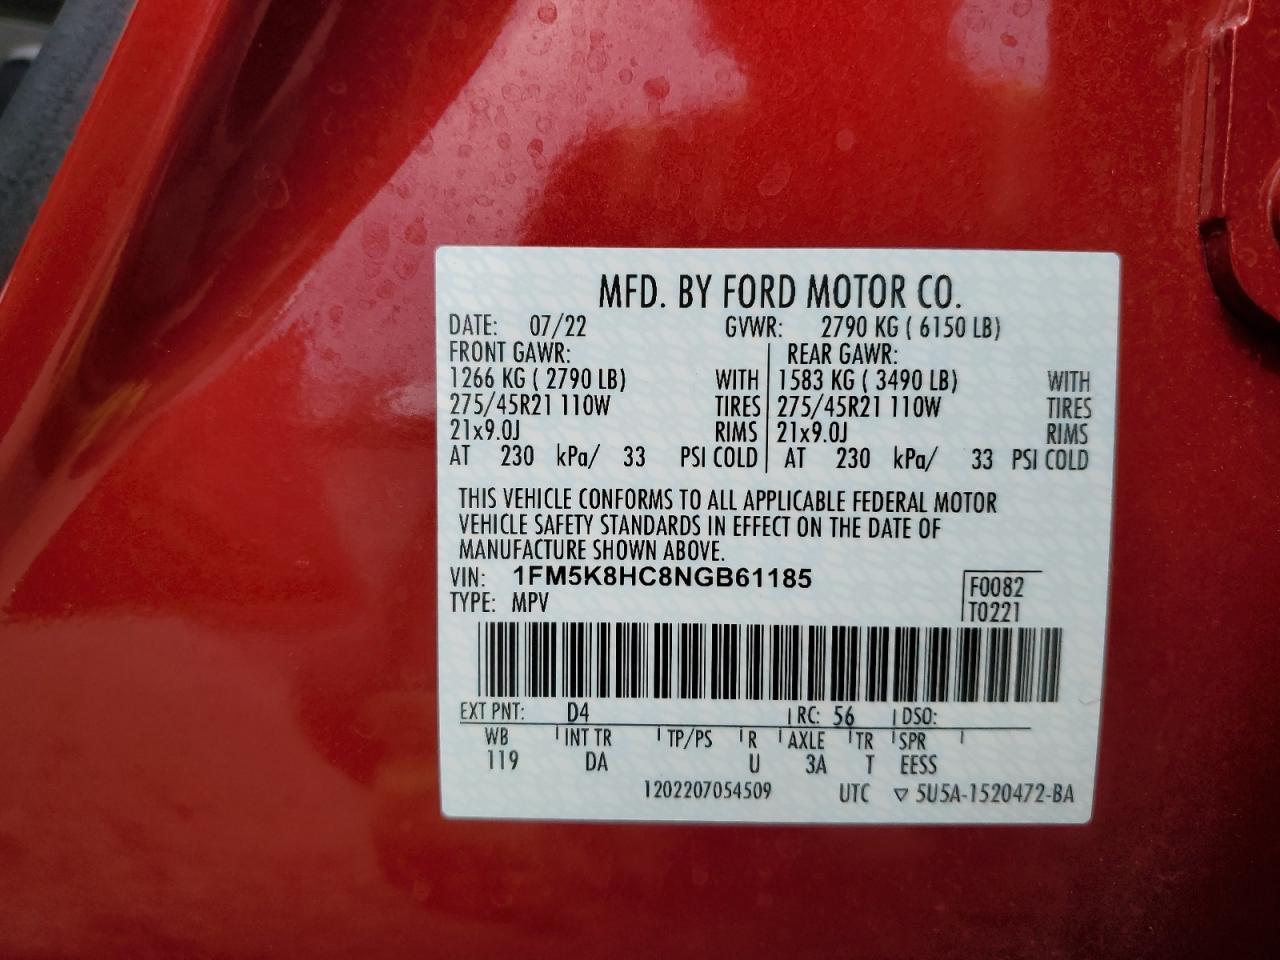 MFD. BY FORD MOTOR CO.
DATE: 07/22 GVWR: 2790 KG ( 6150 LB)
FRONT GAWR: REAR GAWR:
1266 KG ( 2790 LB) WITH 1583 KG ( 3490 LB) WITH
275/45R21 110W TIRES 275/45R21 110W TIRES
21x9.0J RIMS 21x9.0J RIMS
AT 230 kPa/ 33 PSI COLD AT 230 kPa/ 33 PSI COLD
THIS VEHICLE CONFORMS TO ALL APPLICABLE FEDERAL MOTOR
VEHICLE SAFETY STANDARDS IN EFFECT ON THE DATE OF
MANUFACTURE SHOWN ABOVE.
VIN: 1FM5K8HC8NGB61185 F0082
TYPE: MPV T0221
EXT PNT: D4 RC: 56 DSO:
WB INT TR TP/PS R AXLE TR SPR
119 DA U 3A T EESS
1202207054509 UTC ▽ 5U5A-1520472-BA